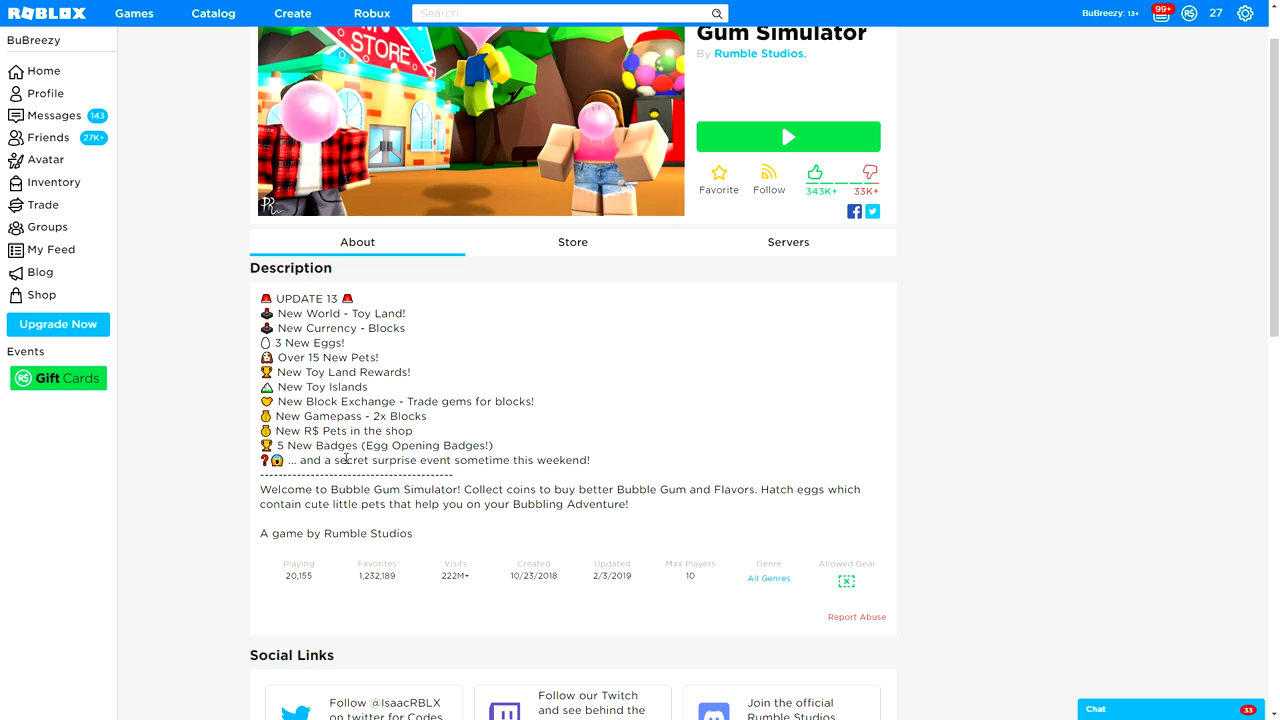 ROBLOX
Games
Catalog
Create
Robux
Search
BuBreezy: 13+
99+
27
BuBreezy
Home
Profile
Messages 143
Friends 27K+
Avatar
Inventory
Trade
Groups
My Feed
Blog
Shop
Upgrade Now
Events
Gift Cards
STORE
Gum Simulator
By Rumble Studios.
Favorite
Follow
343K+
33K+
About
Store
Servers
Description
UPDATE 13
New World - Toy Land!
New Currency - Blocks
3 New Eggs!
Over 15 New Pets!
New Toy Land Rewards!
New Toy Islands
New Block Exchange - Trade gems for blocks!
New Gamepass - 2x Blocks
New R$ Pets in the shop
5 New Badges (Egg Opening Badges!)
... and a secret surprise event sometime this weekend!
----------------------------------------
Welcome to Bubble Gum Simulator! Collect coins to buy better Bubble Gum and Flavors. Hatch eggs which
contain cute little pets that help you on your Bubbling Adventure!
A game by Rumble Studios
Playing Favorites Visits Created Updated Max Players Genre Allowed Gear
20,155 1,232,189 222M+ 10/23/2018 2/3/2019 10 All Genres
Report Abuse
Social Links
Follow @IsaacRBLX
on twitter for Codes
Follow our Twitch
and see behind the
Join the official
Rumble Studios
Chat 33